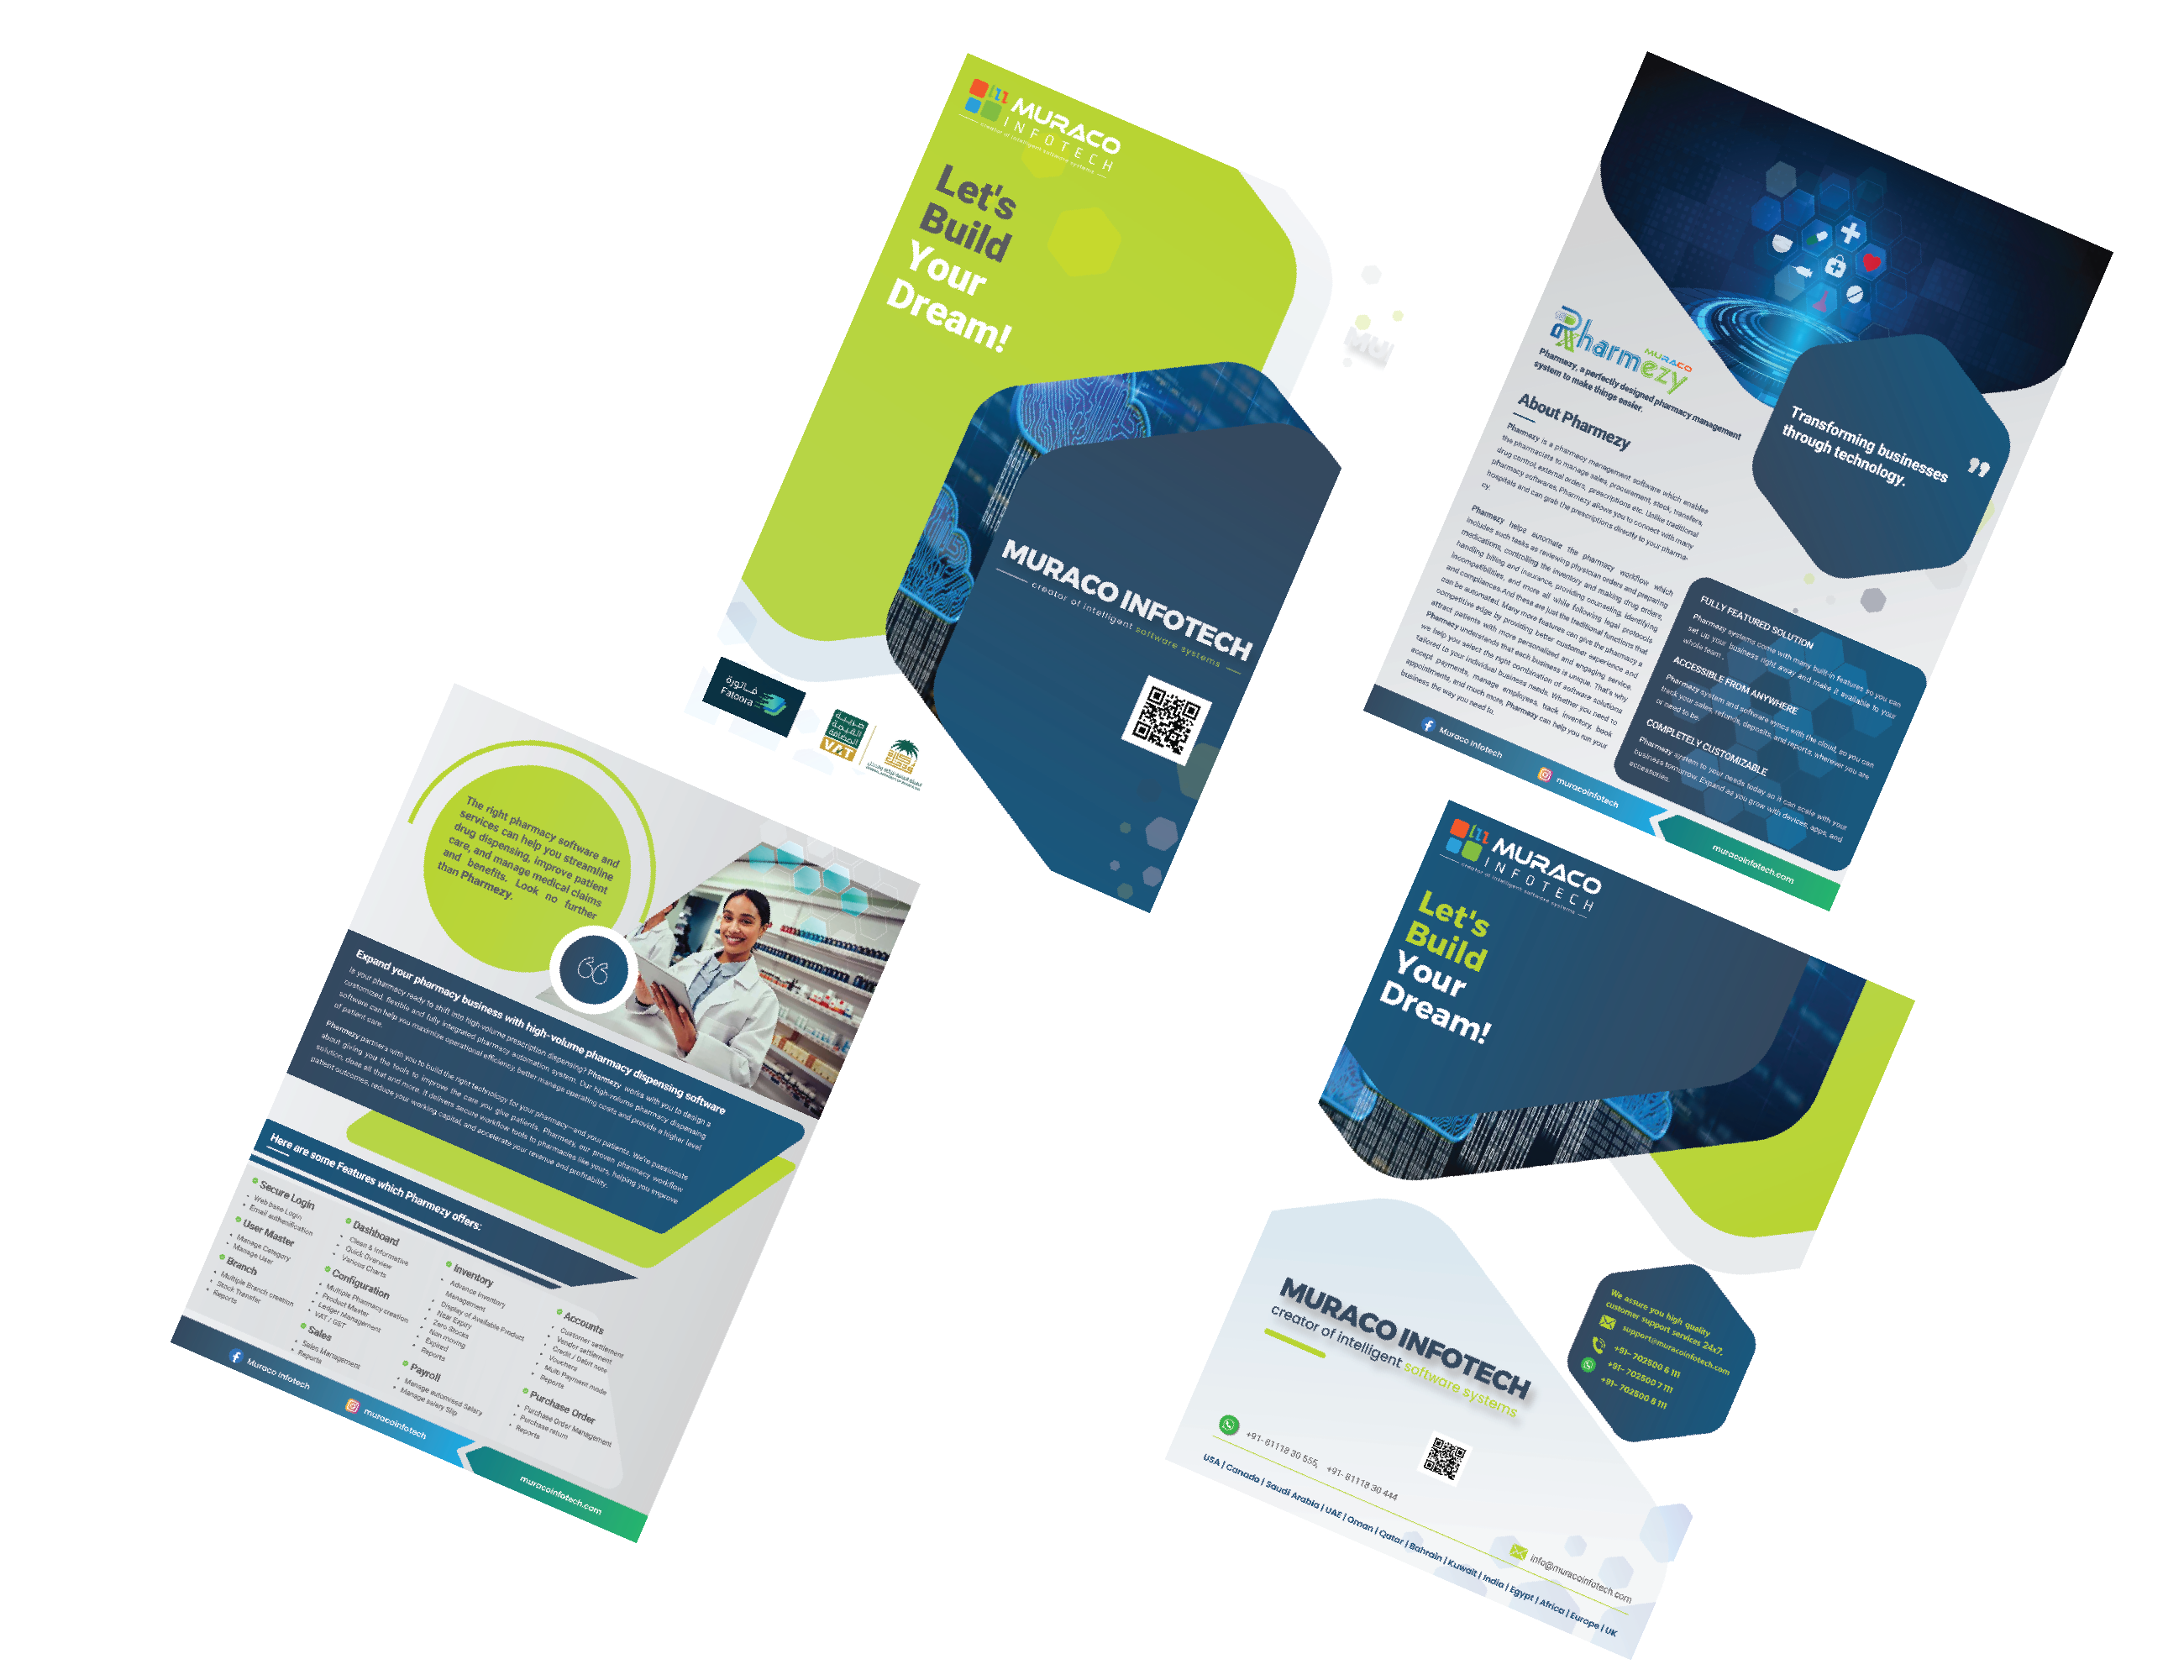 MURACO
INFOTECH
creator of intelligent software systems
Let's
Build
Your
Dream!
MURACO INFOTECH
creator of intelligent software systems
فـاتورة
Fatoora
ضريبة
القيمة
المضافة
VAT
Pharmezy
MURACO
Pharmezy, a perfectly designed pharmacy management
system to make things easier.
About Pharmezy
Pharmezy is a pharmacy management software which enables
the pharmacists to manage sales, procurement, stock, transfers,
drug control, external orders, prescriptions etc. Unlike traditional
pharmacy softwares, Pharmezy allows you to connect with many
hospitals and can grab the prescriptions directly to your pharma-
cy.
Pharmezy helps automate The pharmacy workflow which
includes such tasks as reviewing physician orders and preparing
medications, controlling the inventory and making drug orders,
handling billing and insurance, providing counseling, identifying
incompatibilities, and more all while following legal protocols
and compliances.And these are just the traditional functions that
can be automated. Many more features can give the pharmacy a
competitive edge by providing better customer experience and
attract patients with more personalized and engaging service.
Pharmezy understands that each business is unique. That's why
we help you select the right combination of software solutions
tailored to your individual business needs. Whether you need to
accept payments, manage employees, track inventory, book
appointments, and much more, Pharmezy can help you run your
business the way you need to.
Transforming businesses
through technology.
FULLY FEATURED SOLUTION
Pharmezy systems come with many built-in features so you can
set up your business right away and make it available to your
whole team.
ACCESSIBLE FROM ANYWHERE
Pharmezy system and software syncs with the cloud, so you can
track your sales, refunds, deposits, and reports, wherever you are
or need to be.
COMPLETELY CUSTOMIZABLE
Pharmezy system to your needs today so it can scale with your
business tomorrow. Expand as you grow with devices, apps, and
accessories.
Muraco Infotech
muracoinfotech
muracoinfotech.com
The right pharmacy software and
services can help you streamline
drug dispensing, improve patient
care, and manage medical claims
and benefits. Look no further
than Pharmezy.
Expand your pharmacy business with high-volume pharmacy dispensing software
Is your pharmacy ready to shift into high-volume prescription dispensing? Pharmezy works with you to design a
customized, flexible and fully integrated pharmacy automation system. Our high-volume pharmacy dispensing
software can help you maximize operational efficiency, better manage operating costs and provide a higher level
of patient care.
Pharmezy partners with you to build the right technology for your pharmacy—and your patients. We're passionate
about giving you the tools to improve the care you give patients. Pharmezy, our proven pharmacy workflow
solution, does all that and more. It delivers secure workflow tools to pharmacies like yours, helping you improve
patient outcomes, reduce your working capital, and accelerate your revenue and profitability.
Here are some Features which Pharmezy offers:
Secure Login
• Web base Login
• Email authenification
User Master
• Manage Category
• Manage User
Branch
• Multiple Branch creation
• Stock Transfer
• Reports
Dashboard
• Clean & Informative
• Quick Overview
• Various Charts
Configuration
• Multiple Pharmacy creation
• Product Master
• Ledger Management
• VAT / GST
Sales
• Sales Management
• Reports
Inventory
• Advance Inventory
Management
• Display of Available Product
• Near Expiry
• Zero Stocks
• Non moving
• Expired
• Reports
Payroll
• Manage automised Salary
• Manage salary Slip
Accounts
• Customer settlement
• Vender settlement
• Credit / Debit note
• Vouchers
• Multi Payment mode
• Reports
Purchase Order
• Purchase Order Management
• Purchase return
• Reports
Muraco Infotech
muracoinfotech
muracoinfotech.com
MURACO
INFOTECH
creator of intelligent software systems
Let's
Build
Your
Dream!
We assure you high quality
customer support services 24x7.
support@muracoinfotech.com
+91- 702500 6 111
+91- 702500 7 111
+91- 702500 8 111
MURACO INFOTECH
creator of intelligent software systems
+91- 81118 30 555, +91- 81118 30 444
info@muracoinfotech.com
USA | Canada | Saudi Arabia | UAE | Oman | Qatar | Bahrain | Kuwait | India | Egypt | Africa | Europe | UK